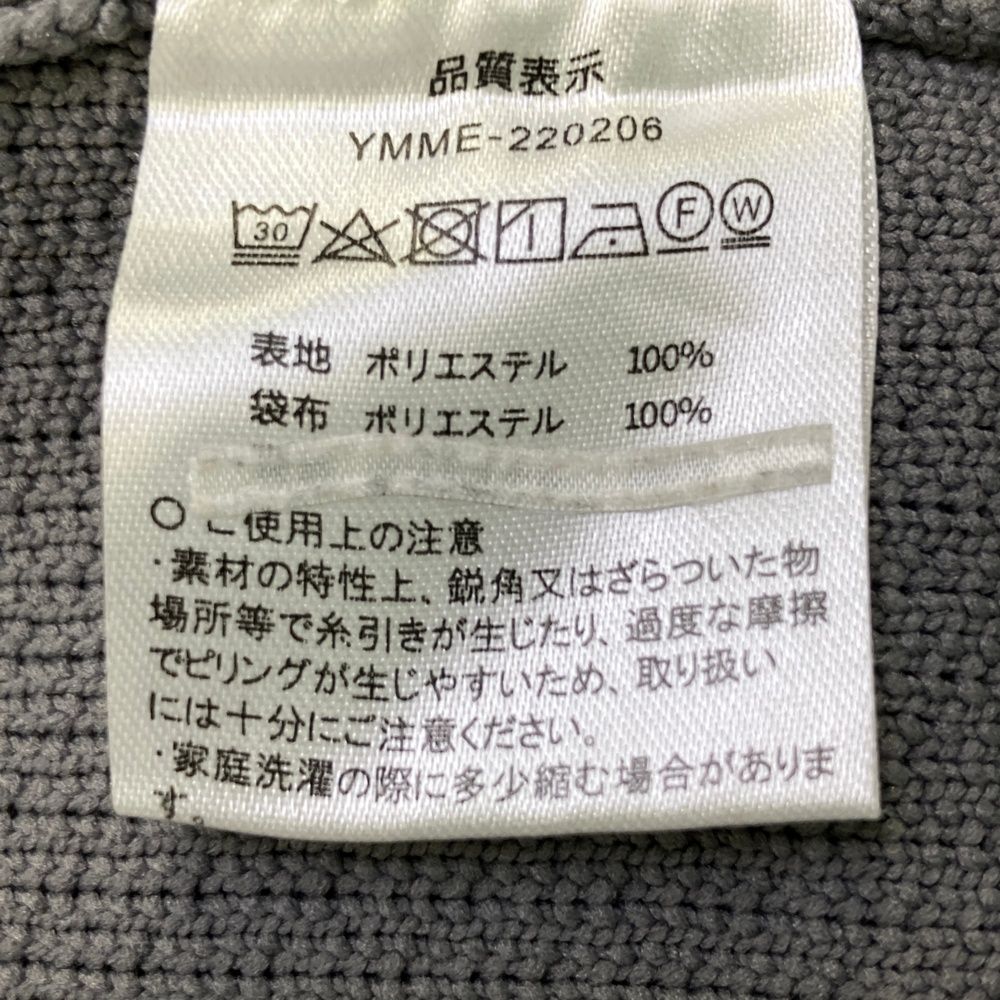 品質表示
YMME-220206
30 F W
表地 ポリエステル 100%
袋布 ポリエステル 100%
○ ご使用上の注意
・素材の特性上、鋭角又はざらついた物
場所等で糸引きが生じたり、過度な摩擦
でピリングが生じやすいため、取り扱い
には十分にご注意ください。
・家庭洗濯の際に多少縮む場合がありま
す。